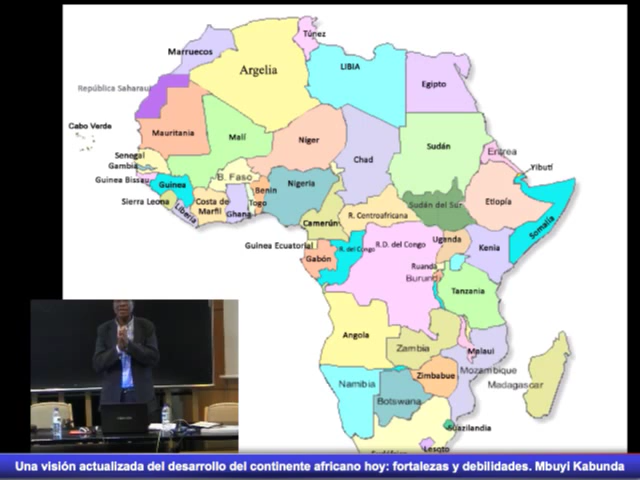 Túnez
Marruecos
Argelia
LIBIA
Egipto
República Saharaui
Cabo Verde
Mauritania
Malí
Niger
Chad
Sudán
Eritrea
Yibuti
Senegal
Gambia
Guinea Bissau
Guinea
B. Faso
Benin
Nigeria
Sierra Leona
Liberia
Costa de
Marfil
Ghana
Togo
Camerún
R. Centroafricana
Sudán del Sur
Etiopía
Somalia
Guinea Ecuatorial
Gabón
R. del Congo
R.D. del Congo
Uganda
Kenia
Ruanda
Burundi
Tanzania
Angola
Zambia
Malaui
Mozambique
Madagascar
Namibia
Botswana
Zimbabue
Suazilandia
Lesoto
Una visión actualizada del desarrollo del continente africano hoy: fortalezas y debilidades. Mbuyi Kabunda